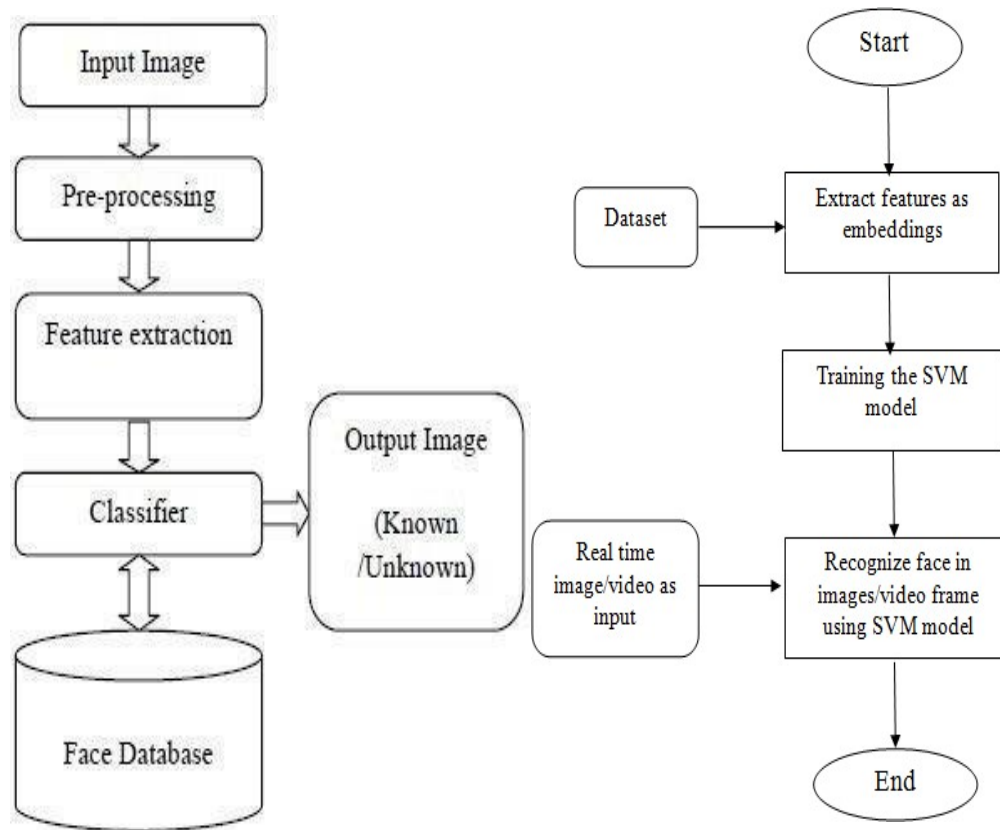 Input Image
Pre-processing
Feature extraction
Classifier
Output Image
(Known
/Unknown)
Face Database
Start
Dataset
Extract features as
embeddings
Training the SVM
model
Real time
image/video as
input
Recognize face in
images/video frame
using SVM model
End